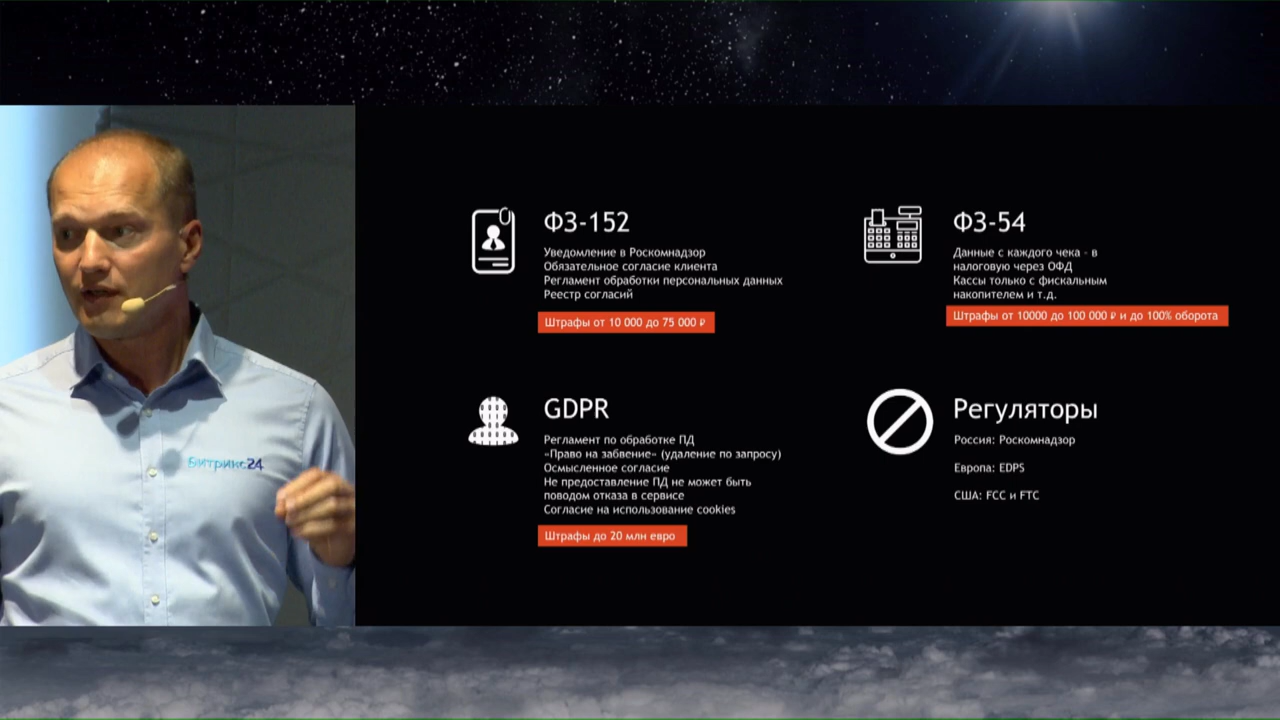 Битрикс24
ФЗ-152
Уведомление в Роскомнадзор
Обязательное согласие клиента
Регламент обработки персональных данных
Реестр согласий
Штрафы от 10 000 до 75 000 ₽
ФЗ-54
Данные с каждого чека - в
налоговую через ОФД
Кассы только с фискальным
накопителем и т.д.
Штрафы от 10000 до 100 000 ₽ и до 100% оборота
GDPR
Регламент по обработке ПД
«Право на забвение» (удаление по запросу)
Осмысленное согласие
Не предоставление ПД не может быть
поводом отказа в сервисе
Согласие на использование cookies
Штрафы до 20 млн евро
Регуляторы
Россия: Роскомнадзор
Европа: EDPS
США: FCC и FTC